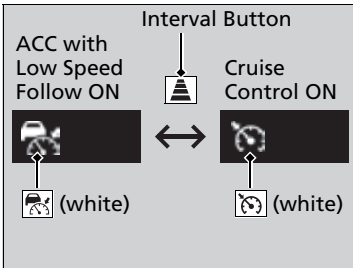 Interval Button
ACC with
Low Speed
Follow ON
Cruise
Control ON
(white)
(white)